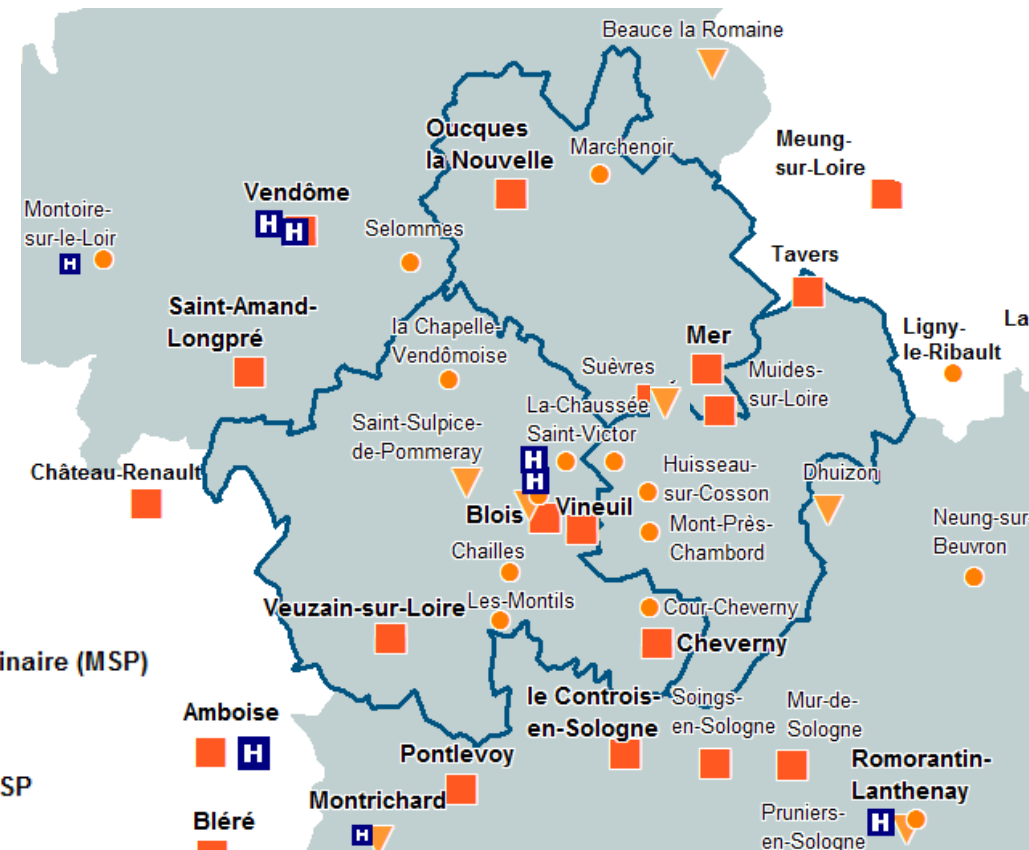 Beauce la Romaine
Oucques
la Nouvelle
Marchenoir
Meung-
sur-Loire
Vendôme
H
H
Montoire-
sur-le-Loir
H
Selommes
Tavers
Saint-Amand-
Longpré
la Chapelle-
Vendômoise
Mer
Ligny-
le-Ribault
La
Suèvres
Muides-
sur-Loire
La-Chaussée
Saint-Victor
Saint-Sulpice-
de-Pommeray
H
H
Château-Renault
Huisseau-
sur-Cosson
Dhuizon
Blois
Vineuil
Mont-Près-
Chambord
Neung-sur
Beuvron
Chailles
Les-Montils
Veuzain-sur-Loire
Cour-Cheverny
Cheverny
inaire (MSP)
le Controis-
en-Sologne
Soings-
en-Sologne
Mur-de-
Sologne
Amboise
H
Pontlevoy
Romorantin-
Lanthenay
SP
Montrichard
H
Pruniers-
en-Sologne
H
Bléré